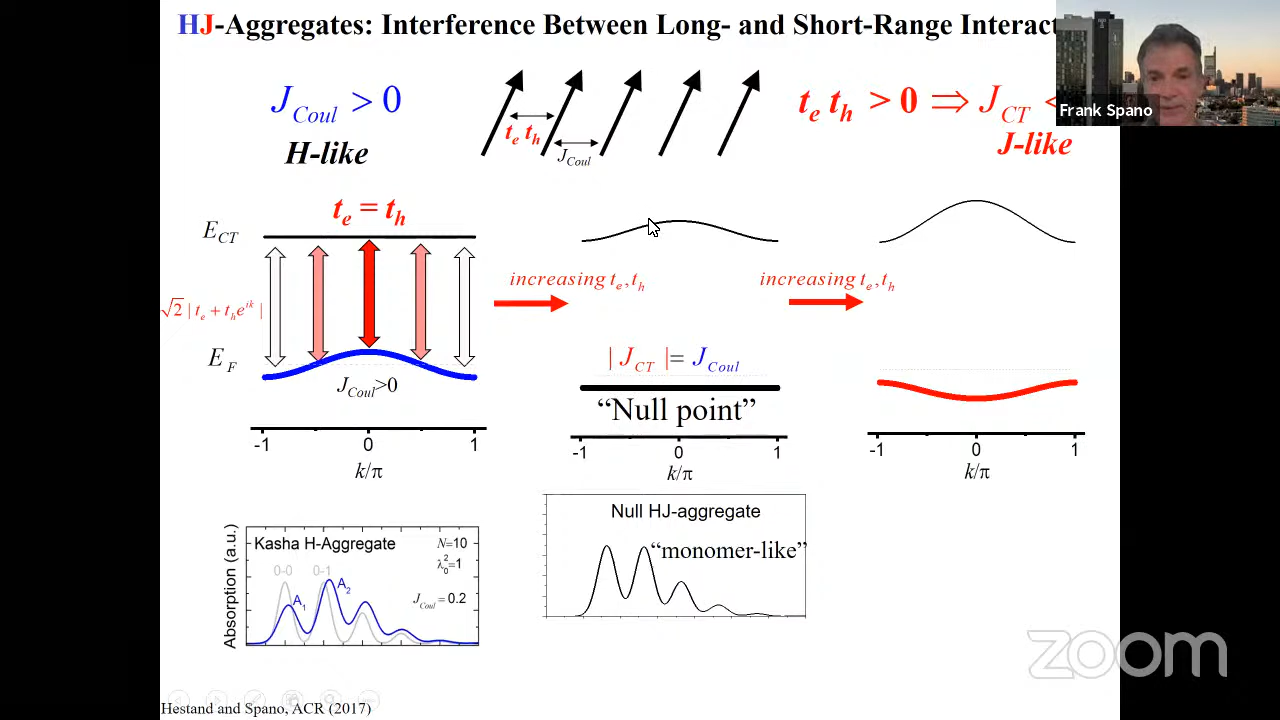 HJ-Aggregates: Interference Between Long- and Short-Range Interact
Frank Spano
J_Coul > 0
H-like
t_e t_h
J_Coul
t_e t_h > 0 ⇒ J_CT <
J-like
t_e = t_h
E_CT
√2 | t_e + t_h e^{ik} |
E_F
J_Coul>0
-1 0 1
k/π
increasing t_e, t_h
| J_CT |= J_Coul
“Null point”
-1 0 1
k/π
increasing t_e, t_h
-1 0 1
k/π
Absorption (a.u.)
Kasha H-Aggregate
N=10
λ_0^2=1
J_Coul = 0.2
0-0 0-1
A_1
A_2
Null HJ-aggregate
“monomer-like”
zoom
Hestand and Spano, ACR (2017)